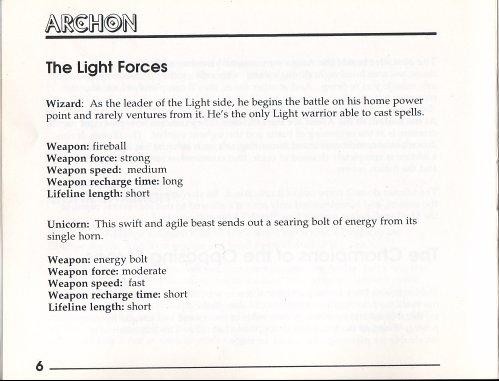 ARCHON
The Light Forces
Wizard: As the leader of the Light side, he begins the battle on his home power
point and rarely ventures from it. He's the only Light warrior able to cast spells.
Weapon: fireball
Weapon force: strong
Weapon speed: medium
Weapon recharge time: long
Lifeline length: short
Unicorn: This swift and agile beast sends out a searing bolt of energy from its
single horn.
Weapon: energy bolt
Weapon force: moderate
Weapon speed: fast
Weapon recharge time: short
Lifeline length: short
6